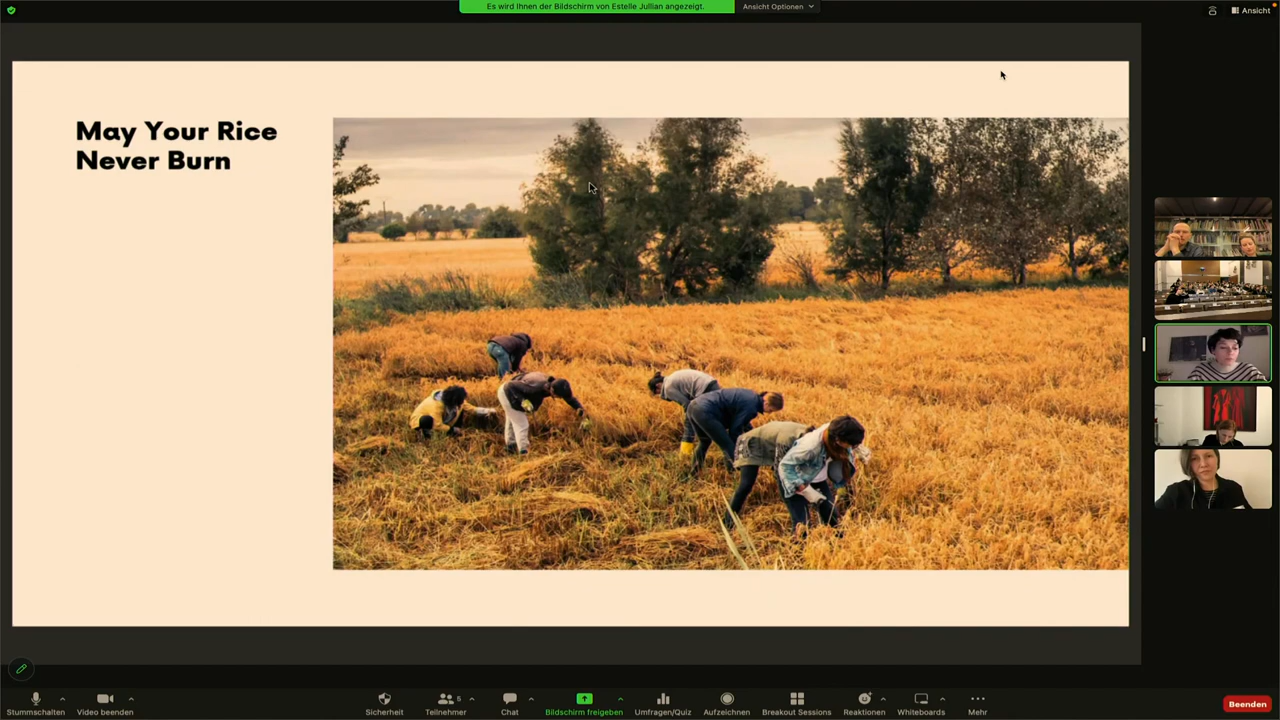 Es wird Ihnen der Bildschirm von Estelle Jullian angezeigt.
Ansicht Optionen
Ansicht
May Your Rice
Never Burn
Stummschalten
Video beenden
Sicherheit
Teilnehmer
5
Chat
Bildschirm freigeben
Umfragen/Quiz
Aufzeichnen
Breakout Sessions
Reaktionen
Whiteboards
Mehr
Beenden